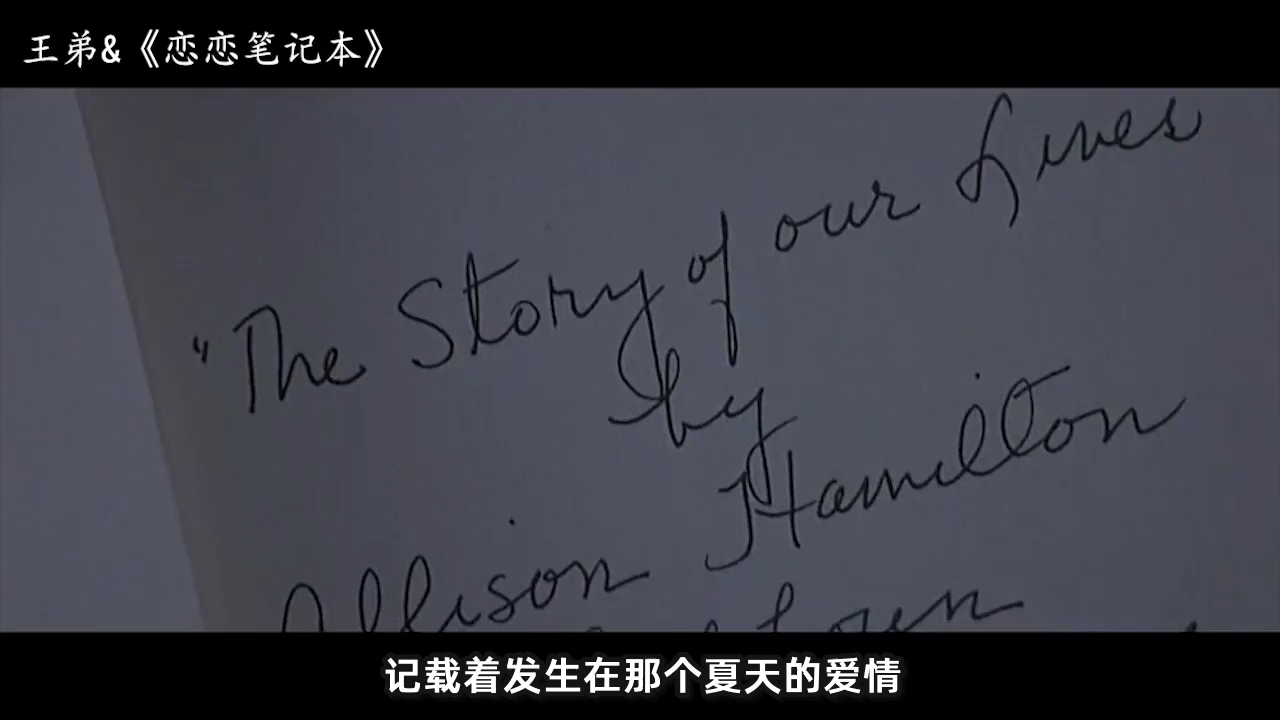 王弟&《恋恋笔记本》
"The Story of our Lives
by
Allison Hamilton
记载着发生在那个夏天的爱情